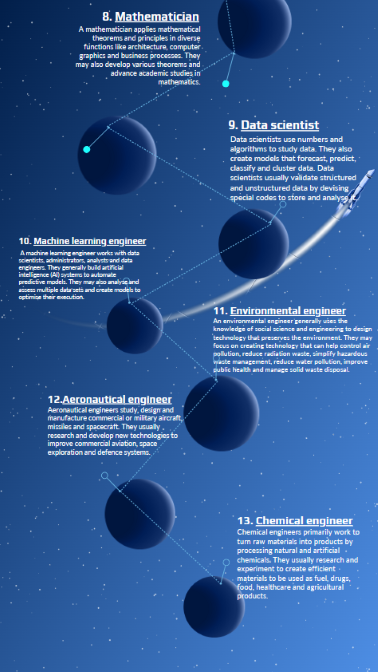 8. Mathematician
A mathematician applies mathematical
theorems and principles in diverse
functions like architecture, computer
graphics and business processes. They
may also develop various theorems and
advance academic studies in
mathematics.
9. Data scientist
Data scientists use numbers and
algorithms to study data. They also
create models that forecast, predict,
classify and cluster data. Data
scientists usually validate structured
and unstructured data by devising
special codes to store and analyse it.
10. Machine learning engineer
A machine learning engineer works with data
scientists, administrators, analysts and data
engineers. They generally build artificial
intelligence (AI) systems to automate
predictive models. They may also analyse and
assess multiple data sets and create models to
optimise their execution.
11. Environmental engineer
An environmental engineer generally uses the
knowledge of social science and engineering to design
technology that preserves the environment. They may
focus on creating technology that can help control air
pollution, reduce radiation waste, simplify hazardous
waste management, reduce water pollution, improve
public health and manage solid waste disposal.
12.Aeronautical engineer
Aeronautical engineers study, design and
manufacture commercial or military aircraft,
missiles and spacecraft. They usually
research and develop new technologies to
improve commercial aviation, space
exploration and defence systems.
13. Chemical engineer
Chemical engineers primarily work to
turn raw materials into products by
processing natural and artificial
chemicals. They usually research and
experiment to create efficient
materials to be used as fuel, drugs,
food, healthcare and agricultural
products.